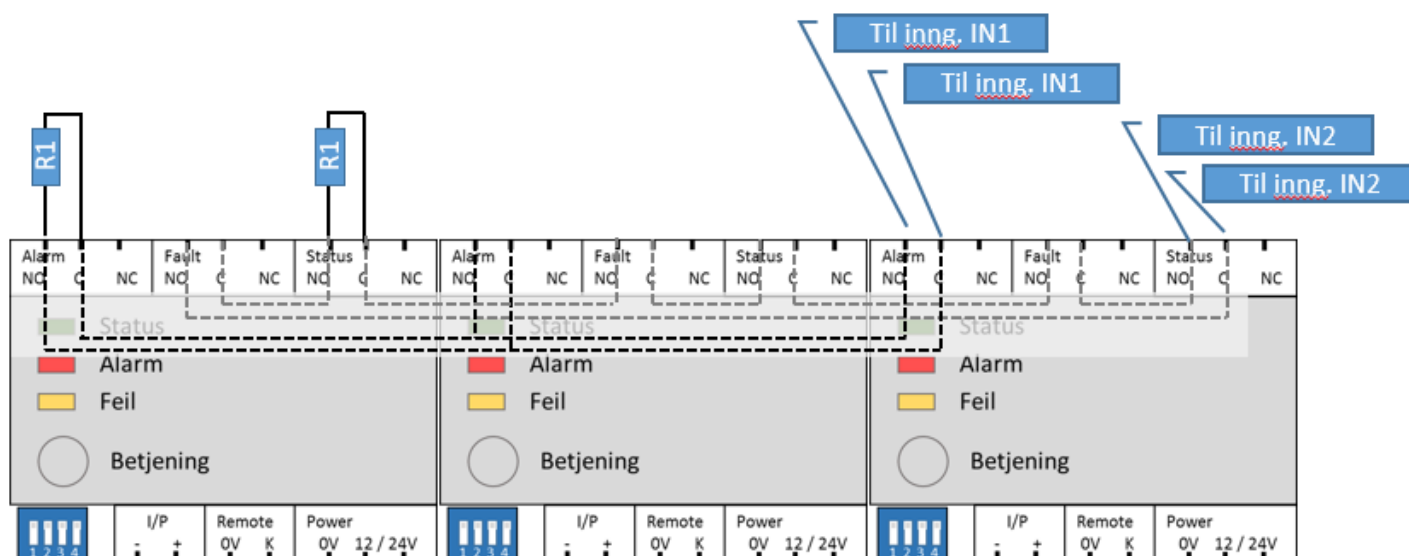 Til inng. IN1
Til inng. IN1
Til inng. IN2
Til inng. IN2
R1
R1
Alarm Fault Status Alarm Fault Status Alarm Fault Status
NO C NC NO C NC NO C NC NO C NC NO C NC NO C NC NO C NC NO C NC NO C NC
Status Status Status
Alarm Alarm Alarm
Feil Feil Feil
Betjening Betjening Betjening
I/P Remote Power I/P Remote Power I/P Remote Power
1 2 3 4 - + 0V K 0V 12 / 24V 1 2 3 4 - + 0V K 0V 12 / 24V 1 2 3 4 - + 0V K 0V 12 / 24V